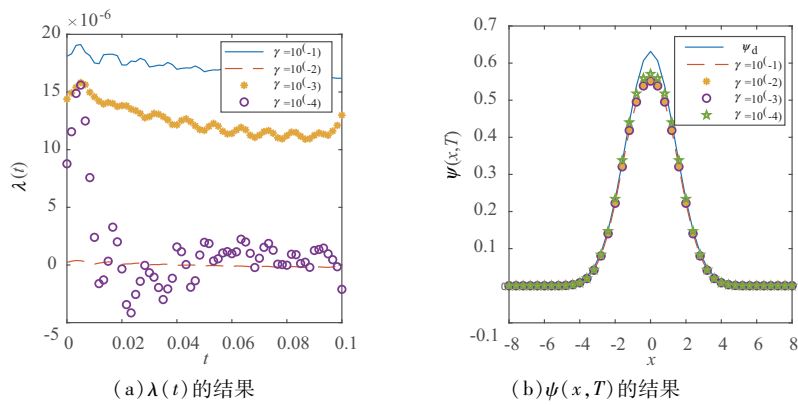 20 ×10⁻⁶
15
10
5
0
-5
0 0.02 0.04 0.06 0.08 0.1
t
λ(t)
γ=10^(-1)
γ=10^(-2)
γ=10^(-3)
γ=10^(-4)
(a)λ(t)的结果
0.7
0.6
0.5
0.4
0.3
0.2
0.1
-0.1
-8 -6 -4 -2 0 2 4 6 8
x
ψ(x,T)
ψd
γ=10^(-1)
γ=10^(-2)
γ=10^(-3)
γ=10^(-4)
(b)ψ(x,T)的结果